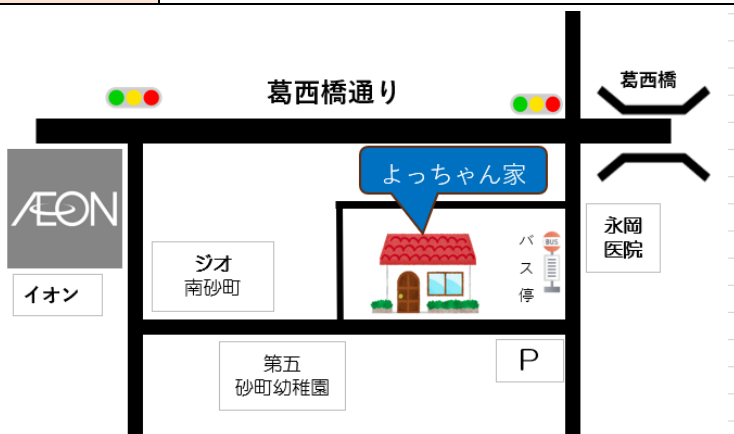 葛西橋通り
葛西橋
よっちゃん家
ÆON
イオン
ジオ
南砂町
バス停
BUS
永岡
医院
第五
砂町幼稚園
P